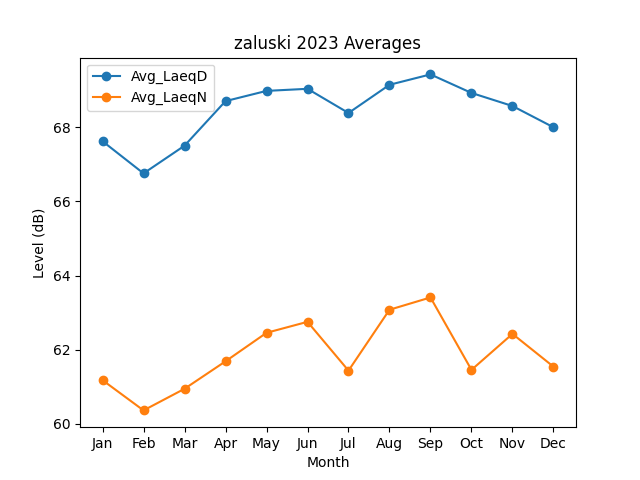 zaluski 2023 Averages
Avg_LaeqD
Avg_LaeqN
Level (dB)
68
66
64
62
60
Jan Feb Mar Apr May Jun Jul Aug Sep Oct Nov Dec
Month